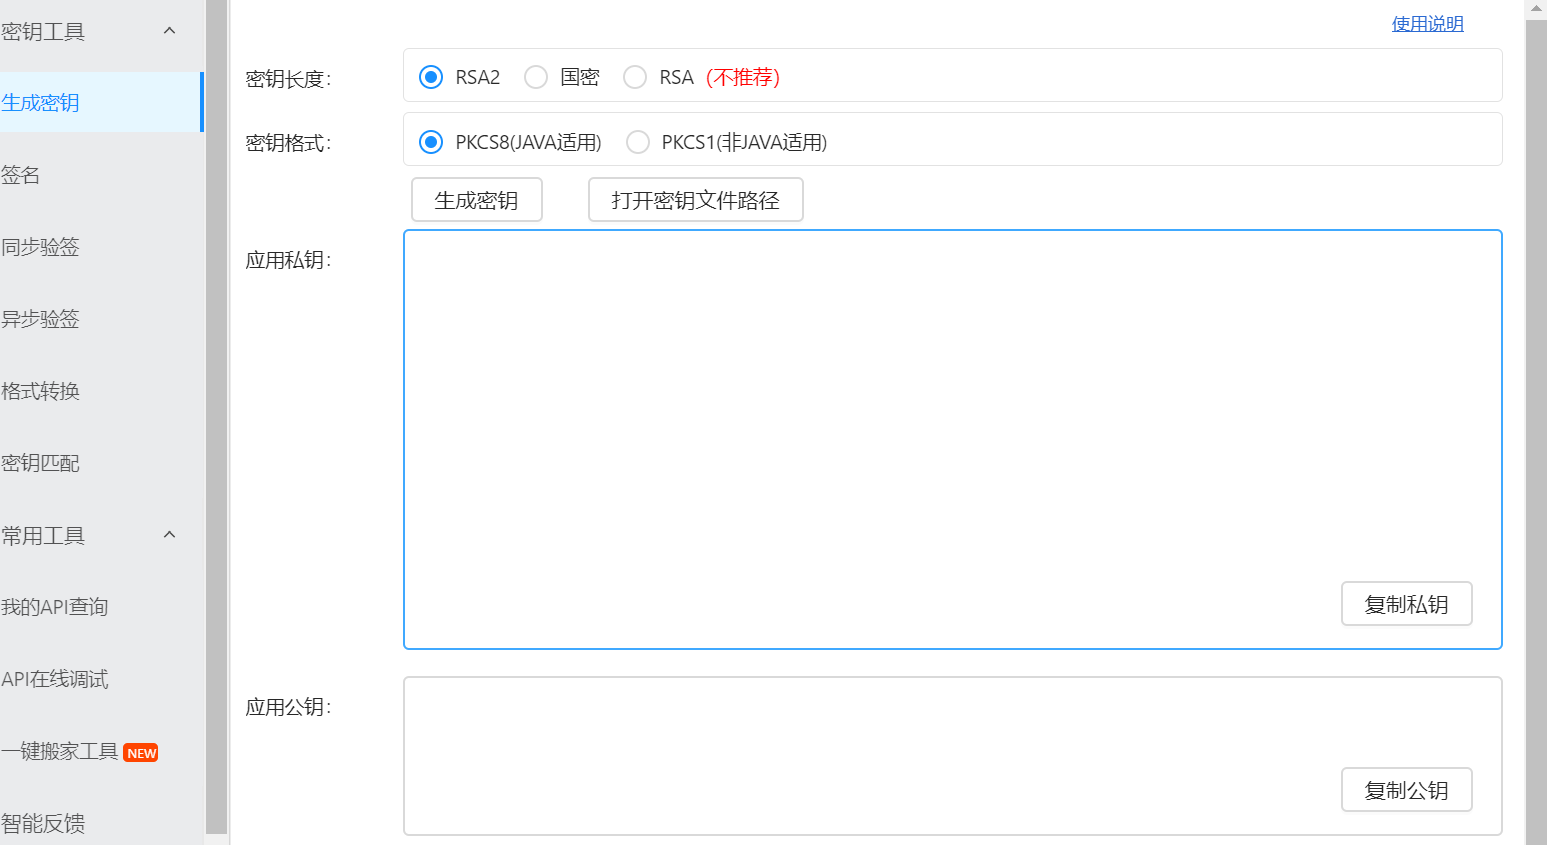 密钥工具
生成密钥
签名
同步验签
异步验签
格式转换
密钥匹配
常用工具
我的API查询
API在线调试
一键搬家工具 NEW
智能反馈
使用说明
密钥长度: RSA2 国密 RSA (不推荐)
密钥格式: PKCS8(JAVA适用) PKCS1(非JAVA适用)
生成密钥 打开密钥文件路径
应用私钥:
复制私钥
应用公钥:
复制公钥